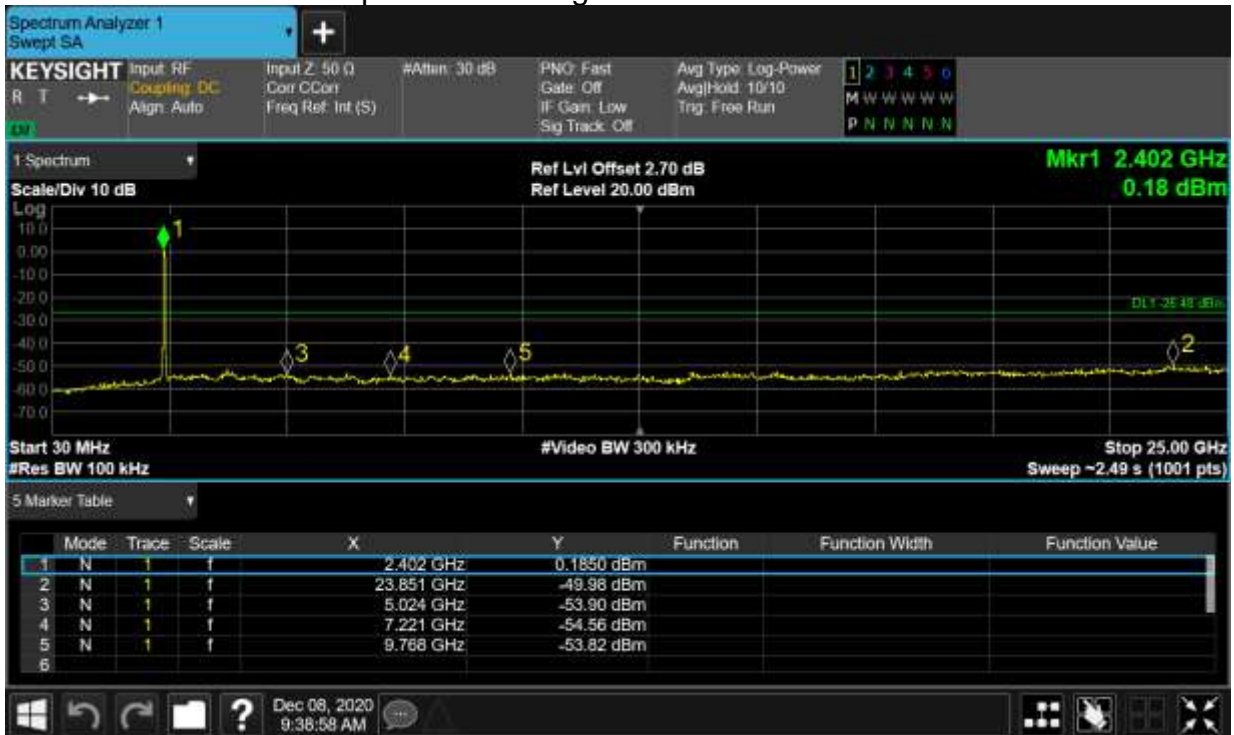 Spectrum Analyzer 1
Swept SA
+
KEYSIGHT Input: RF Input Z: 50 Ω #Atten: 30 dB PNO: Fast Avg Type: Log-Power 1 2 3 4 5 6
R T Coupling: DC Corr CCorr Gate: Off Avg|Hold: 10/10 M W W W W W
Align: Auto Freq Ref: Int (S) IF Gain: Low Trig: Free Run P N N N N N
Sig Track: Off
1 Spectrum Ref Lvl Offset 2.70 dB Mkr1 2.402 GHz
Scale/Div 10 dB Ref Level 20.00 dBm 0.18 dBm
Log
10.0
1
0.00
-10.0
-20.0
-30.0
-40.0
3 4 5 2
-50.0
-60.0
-70.0
Start 30 MHz #Video BW 300 kHz Stop 25.00 GHz
#Res BW 100 kHz Sweep ~2.49 s (1001 pts)
5 Marker Table
Mode Trace Scale X Y Function Function Width Function Value
1 N 1 f 2.402 GHz 0.1850 dBm
2 N 1 f 23.851 GHz -49.98 dBm
3 N 1 f 5.024 GHz -53.90 dBm
4 N 1 f 7.221 GHz -54.56 dBm
5 N 1 f 9.768 GHz -53.82 dBm
6
? Dec 08, 2020
9:38:58 AM